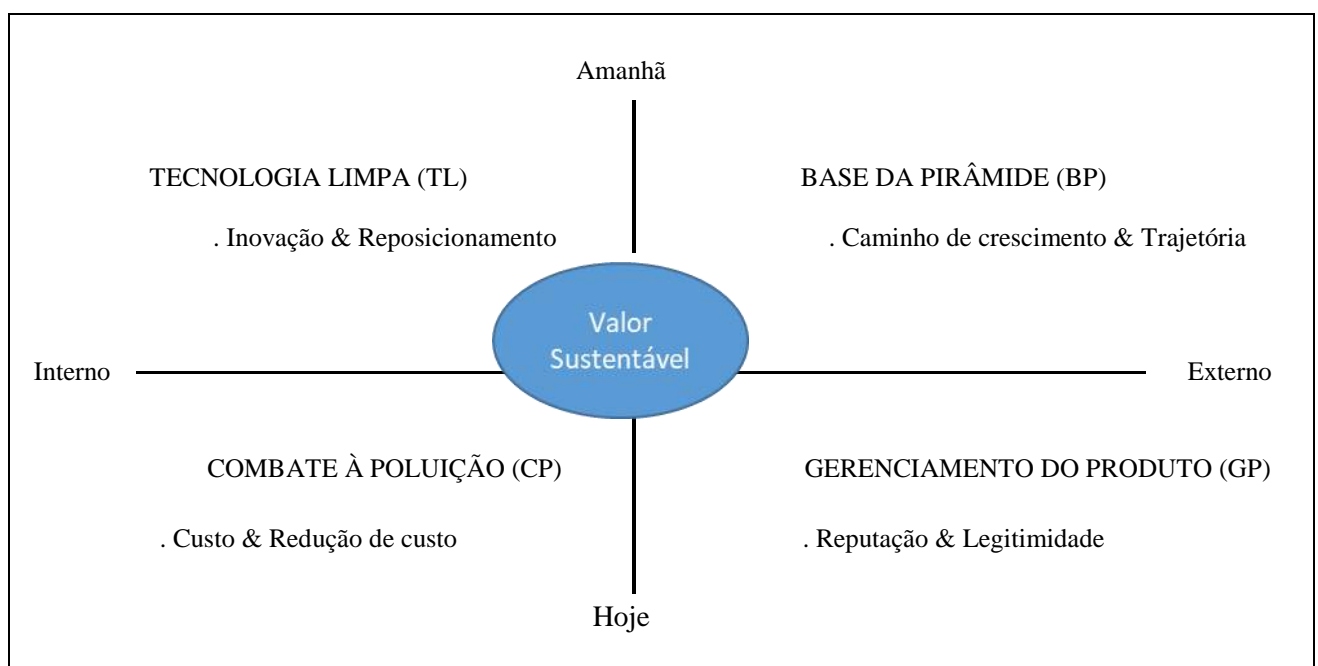 Amanhã
TECNOLOGIA LIMPA (TL)
BASE DA PIRÂMIDE (BP)
. Inovação & Reposicionamento
. Caminho de crescimento & Trajetória
Valor
Sustentável
Interno
Externo
COMBATE À POLUIÇÃO (CP)
GERENCIAMENTO DO PRODUTO (GP)
. Custo & Redução de custo
. Reputação & Legitimidade
Hoje